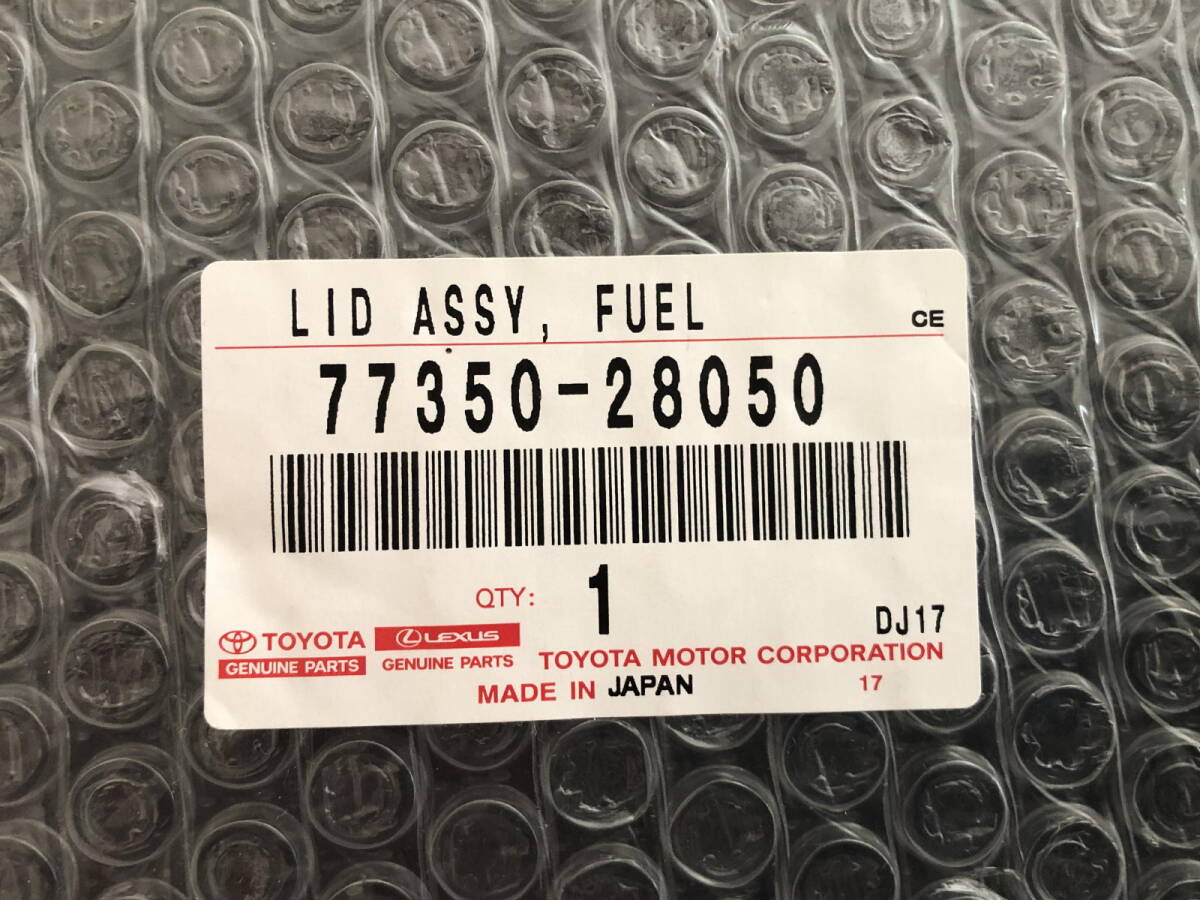 LID ASSY, FUEL
CE
77350-28050
QTY: 1
DJ17
TOYOTA
LEXUS
GENUINE PARTS
GENUINE PARTS
TOYOTA MOTOR CORPORATION
MADE IN JAPAN
17